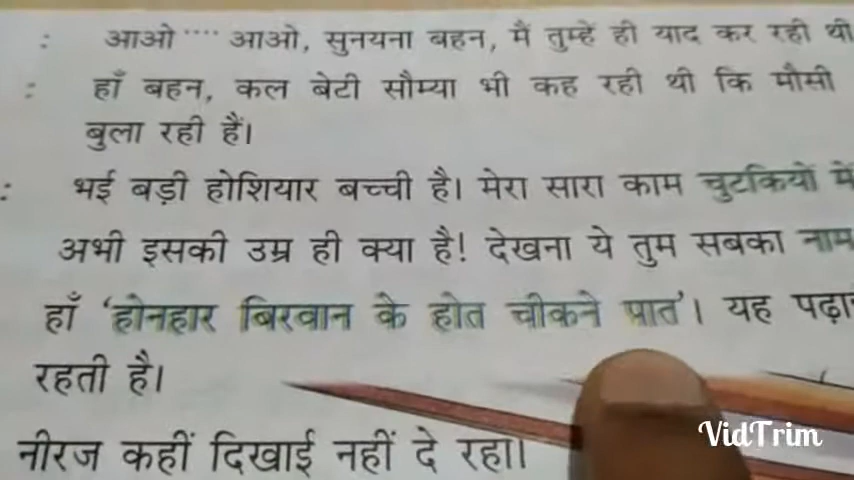 : आओ .... आओ, सुनयना बहन, मैं तुम्हें ही याद कर रही थी
: हाँ बहन, कल बेटी सौम्या भी कह रही थी कि मौसी
बुला रही हैं।
: भई बड़ी होशियार बच्ची है। मेरा सारा काम चुटकियों में
अभी इसकी उम्र ही क्या है! देखना ये तुम सबका नाम
हाँ ‘होनहार बिरवान के होत चीकने पात’। यह पढ़ा
रहती है।
नीरज कहीं दिखाई नहीं दे रहा।
VidTrim